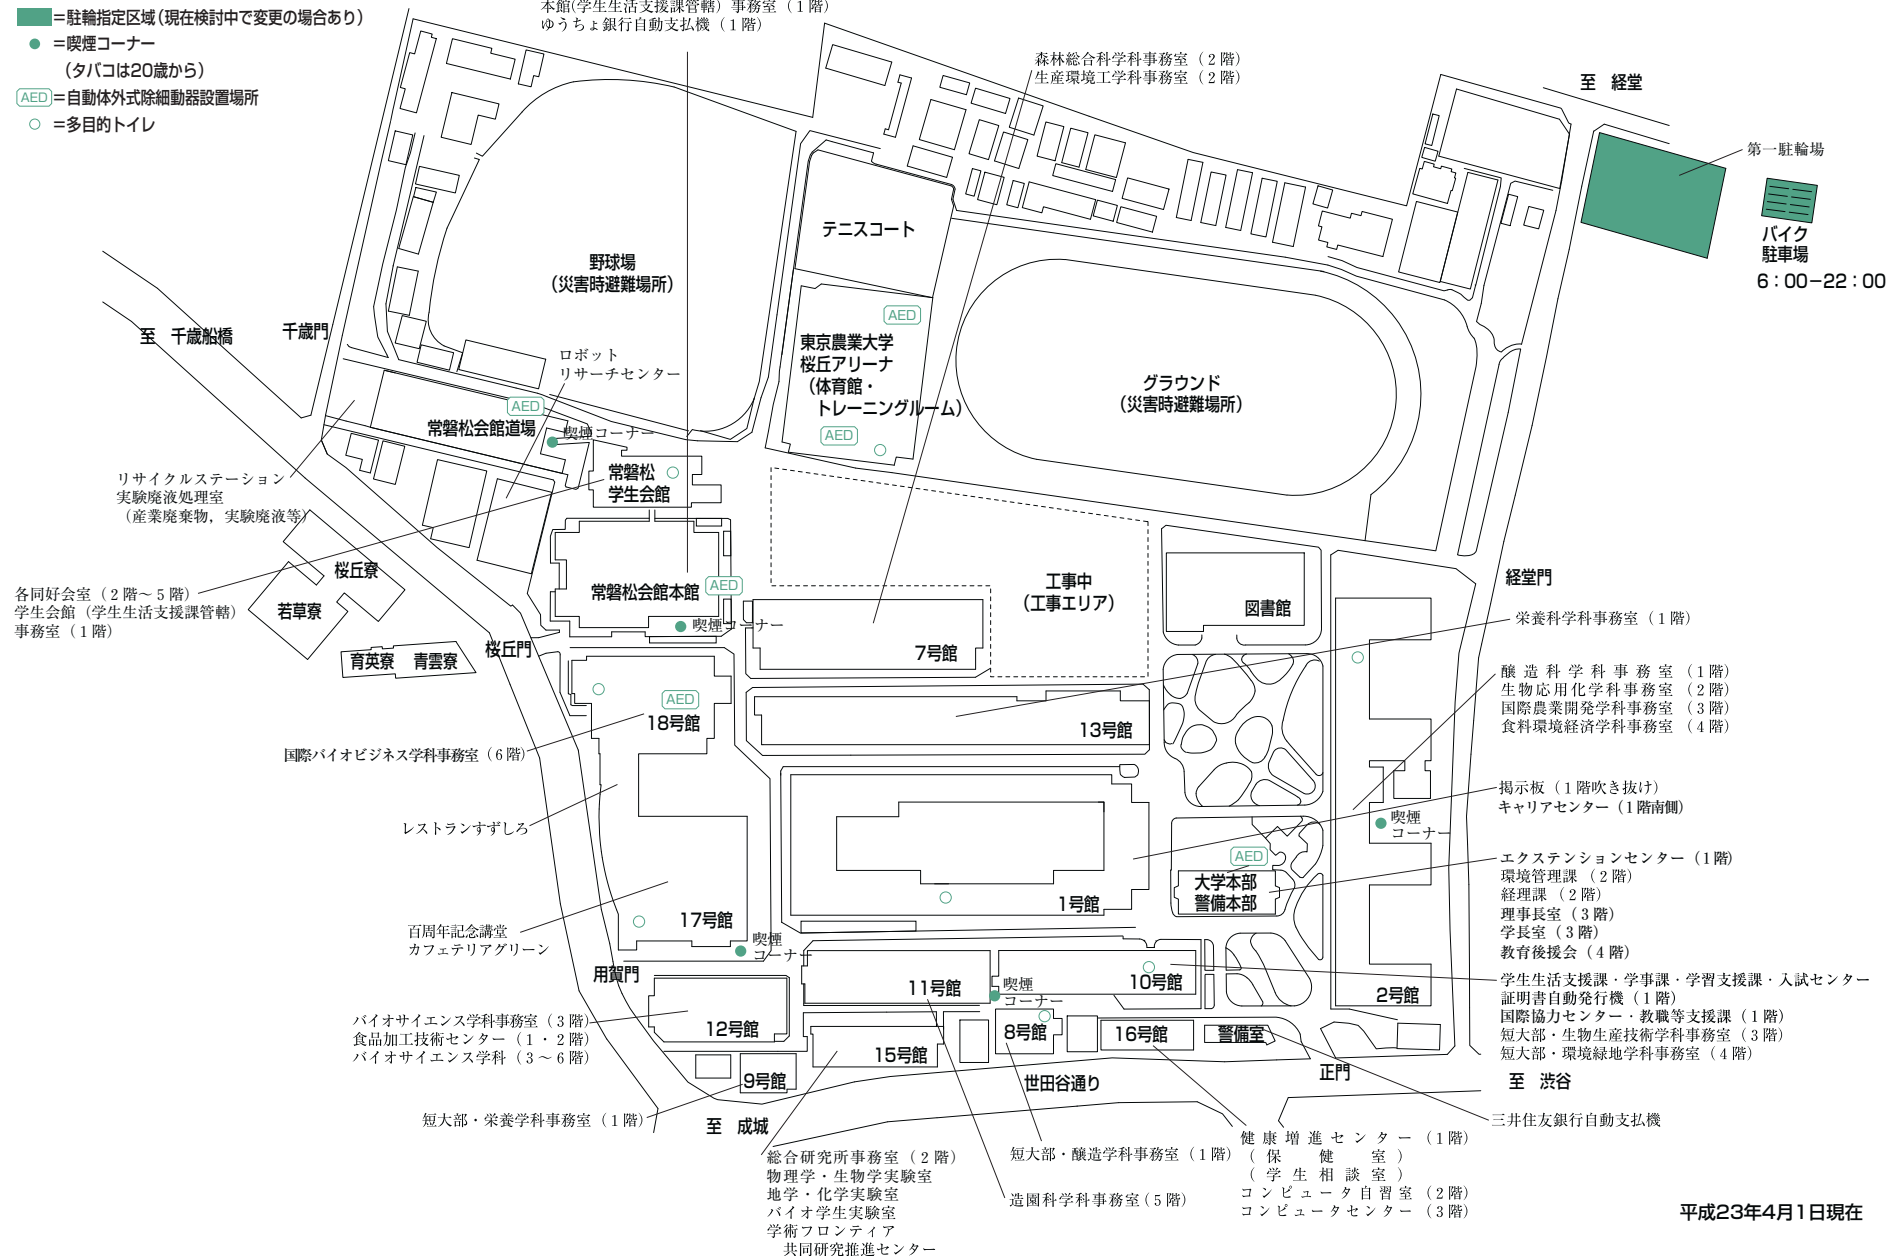 =駐輪指定区域(現在検討中で変更の場合あり)
=喫煙コーナー
(タバコは20歳から)
AED=自動体外式除細動器設置場所
=多目的トイレ
本館(学生生活支援課管轄)事務室(1階)
ゆうちょ銀行自動支払機(1階)
森林総合科学科事務室(2階)
生産環境工学科事務室(2階)
至 経堂
第一駐輪場
バイク
駐車場
6:00−22:00
テニスコート
野球場
(災害時避難場所)
至 千歳船橋
千歳門
AED
東京農業大学
桜丘アリーナ
(体育館・
トレーニングルーム)
AED
グラウンド
(災害時避難場所)
ロボット
リサーチセンター
AED
常磐松会館道場
喫煙コーナー
常磐松
学生会館
リサイクルステーション
実験廃液処理室
(産業廃棄物，実験廃液等)
桜丘寮
若草寮
各同好会室(2階〜5階)
学生会館(学生生活支援課管轄)
事務室(1階)
育英寮 青雲寮
桜丘門
常磐松会館本館
AED
喫煙コーナー
工事中
(工事エリア)
図書館
経堂門
7号館
栄養科学科事務室(1階)
醸造科学科事務室(1階)
生物応用化学科事務室(2階)
国際農業開発学科事務室(3階)
食料環境経済学科事務室(4階)
AED
18号館
13号館
国際バイオビジネス学科事務室(6階)
掲示板(1階吹き抜け)
キャリアセンター(1階南側)
喫煙
コーナー
レストランすずしろ
AED
大学本部
警備本部
エクステンションセンター(1階)
環境管理課(2階)
経理課(2階)
理事長室(3階)
学長室(3階)
教育後援会(4階)
1号館
17号館
百周年記念講堂
カフェテリアグリーン
喫煙
コーナー
用賀門
11号館
喫煙
コーナー
10号館
2号館
学生生活支援課・学事課・学習支援課・入試センター
証明書自動発行機(1階)
国際協力センター・教職等支援課(1階)
短大部・生物生産技術学科事務室(3階)
短大部・環境緑地学科事務室(4階)
バイオサイエンス学科事務室(3階)
食品加工技術センター(1・2階)
バイオサイエンス学科(3〜6階)
12号館
15号館
8号館
16号館
警備室
9号館
世田谷通り
正門
至 渋谷
短大部・栄養学科事務室(1階)
至 成城
三井住友銀行自動支払機
総合研究所事務室(2階)
物理学・生物学実験室
地学・化学実験室
バイオ学生実験室
学術フロンティア
共同研究推進センター
短大部・醸造学科事務室(1階)
造園科学科事務室(5階)
健康増進センター(1階)
(保健室)
(学生相談室)
コンピュータ自習室(2階)
コンピュータセンター(3階)
平成23年4月1日現在